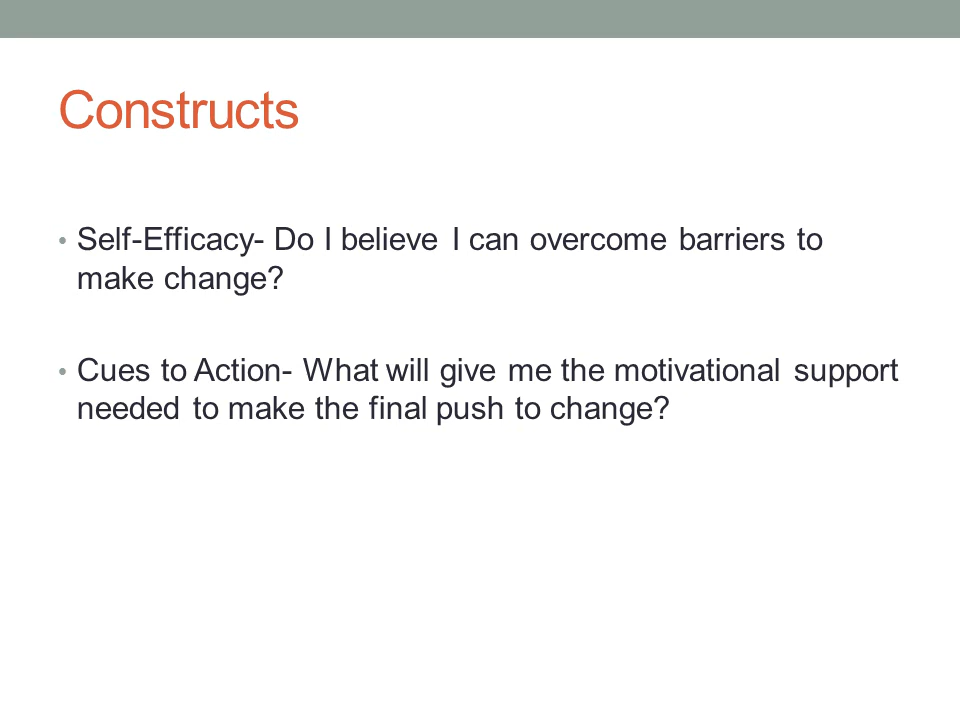 Constructs
• Self-Efficacy- Do I believe I can overcome barriers to
make change?
• Cues to Action- What will give me the motivational support
needed to make the final push to change?